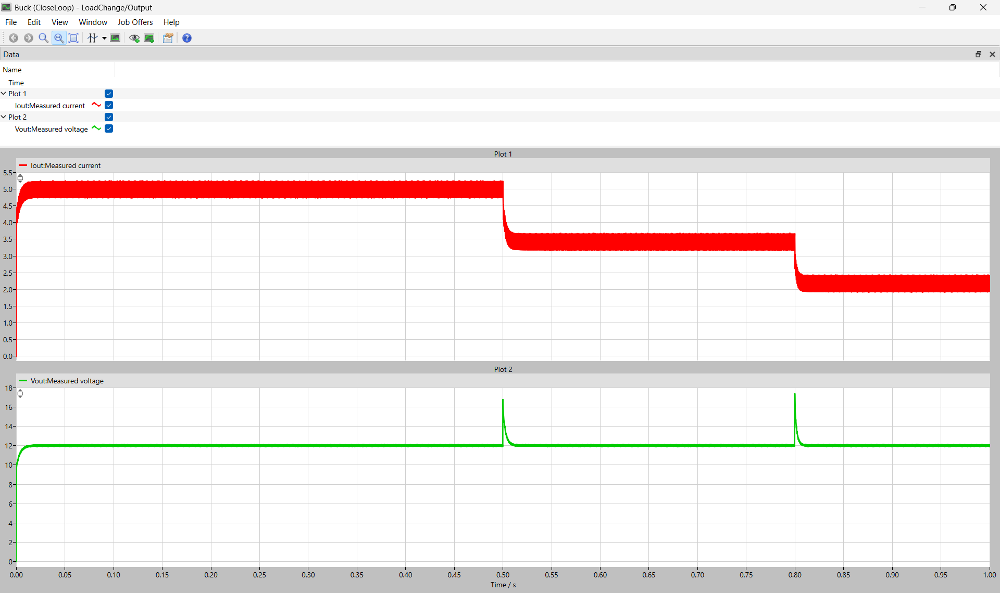 Buck (CloseLoop) - LoadChange/Output
File Edit View Window Job Offers Help
Data
Name
Time
Plot 1
Iout:Measured current
Plot 2
Vout:Measured voltage
Plot 1
Iout:Measured current
5.5
5.0
4.5
4.0
3.5
3.0
2.5
2.0
1.5
1.0
0.5
0.0
Plot 2
Vout:Measured voltage
18
16
14
12
10
8
6
4
2
0
0.00 0.05 0.10 0.15 0.20 0.25 0.30 0.35 0.40 0.45 0.50 0.55 0.60 0.65 0.70 0.75 0.80 0.85 0.90 0.95 1.00
Time / s